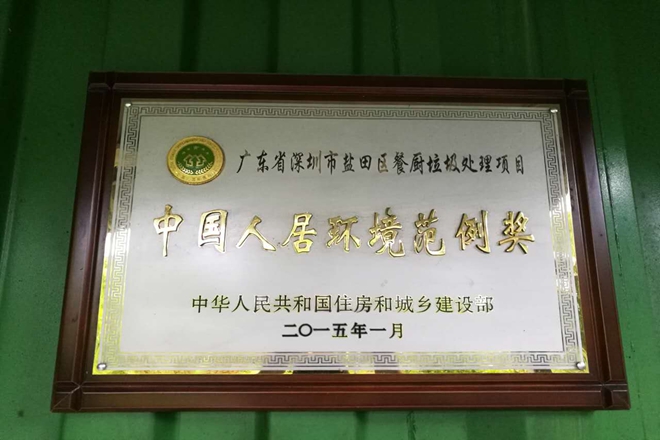 广东省深圳市盐田区餐厨垃圾处理项目
中国人居环境范例奖
中华人民共和国住房和城乡建设部
二〇一五年一月